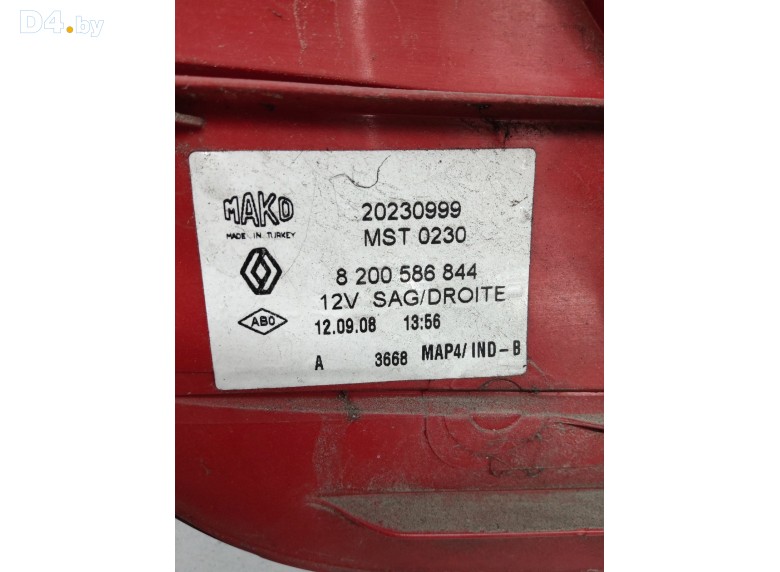 D4.by
MAKO
MADE IN TURKEY
20230999
MST 0230
8 200 586 844
12V SAG/DROITE
ABO
12.09.08 13:56
A 3668 MAP4/ IND-B